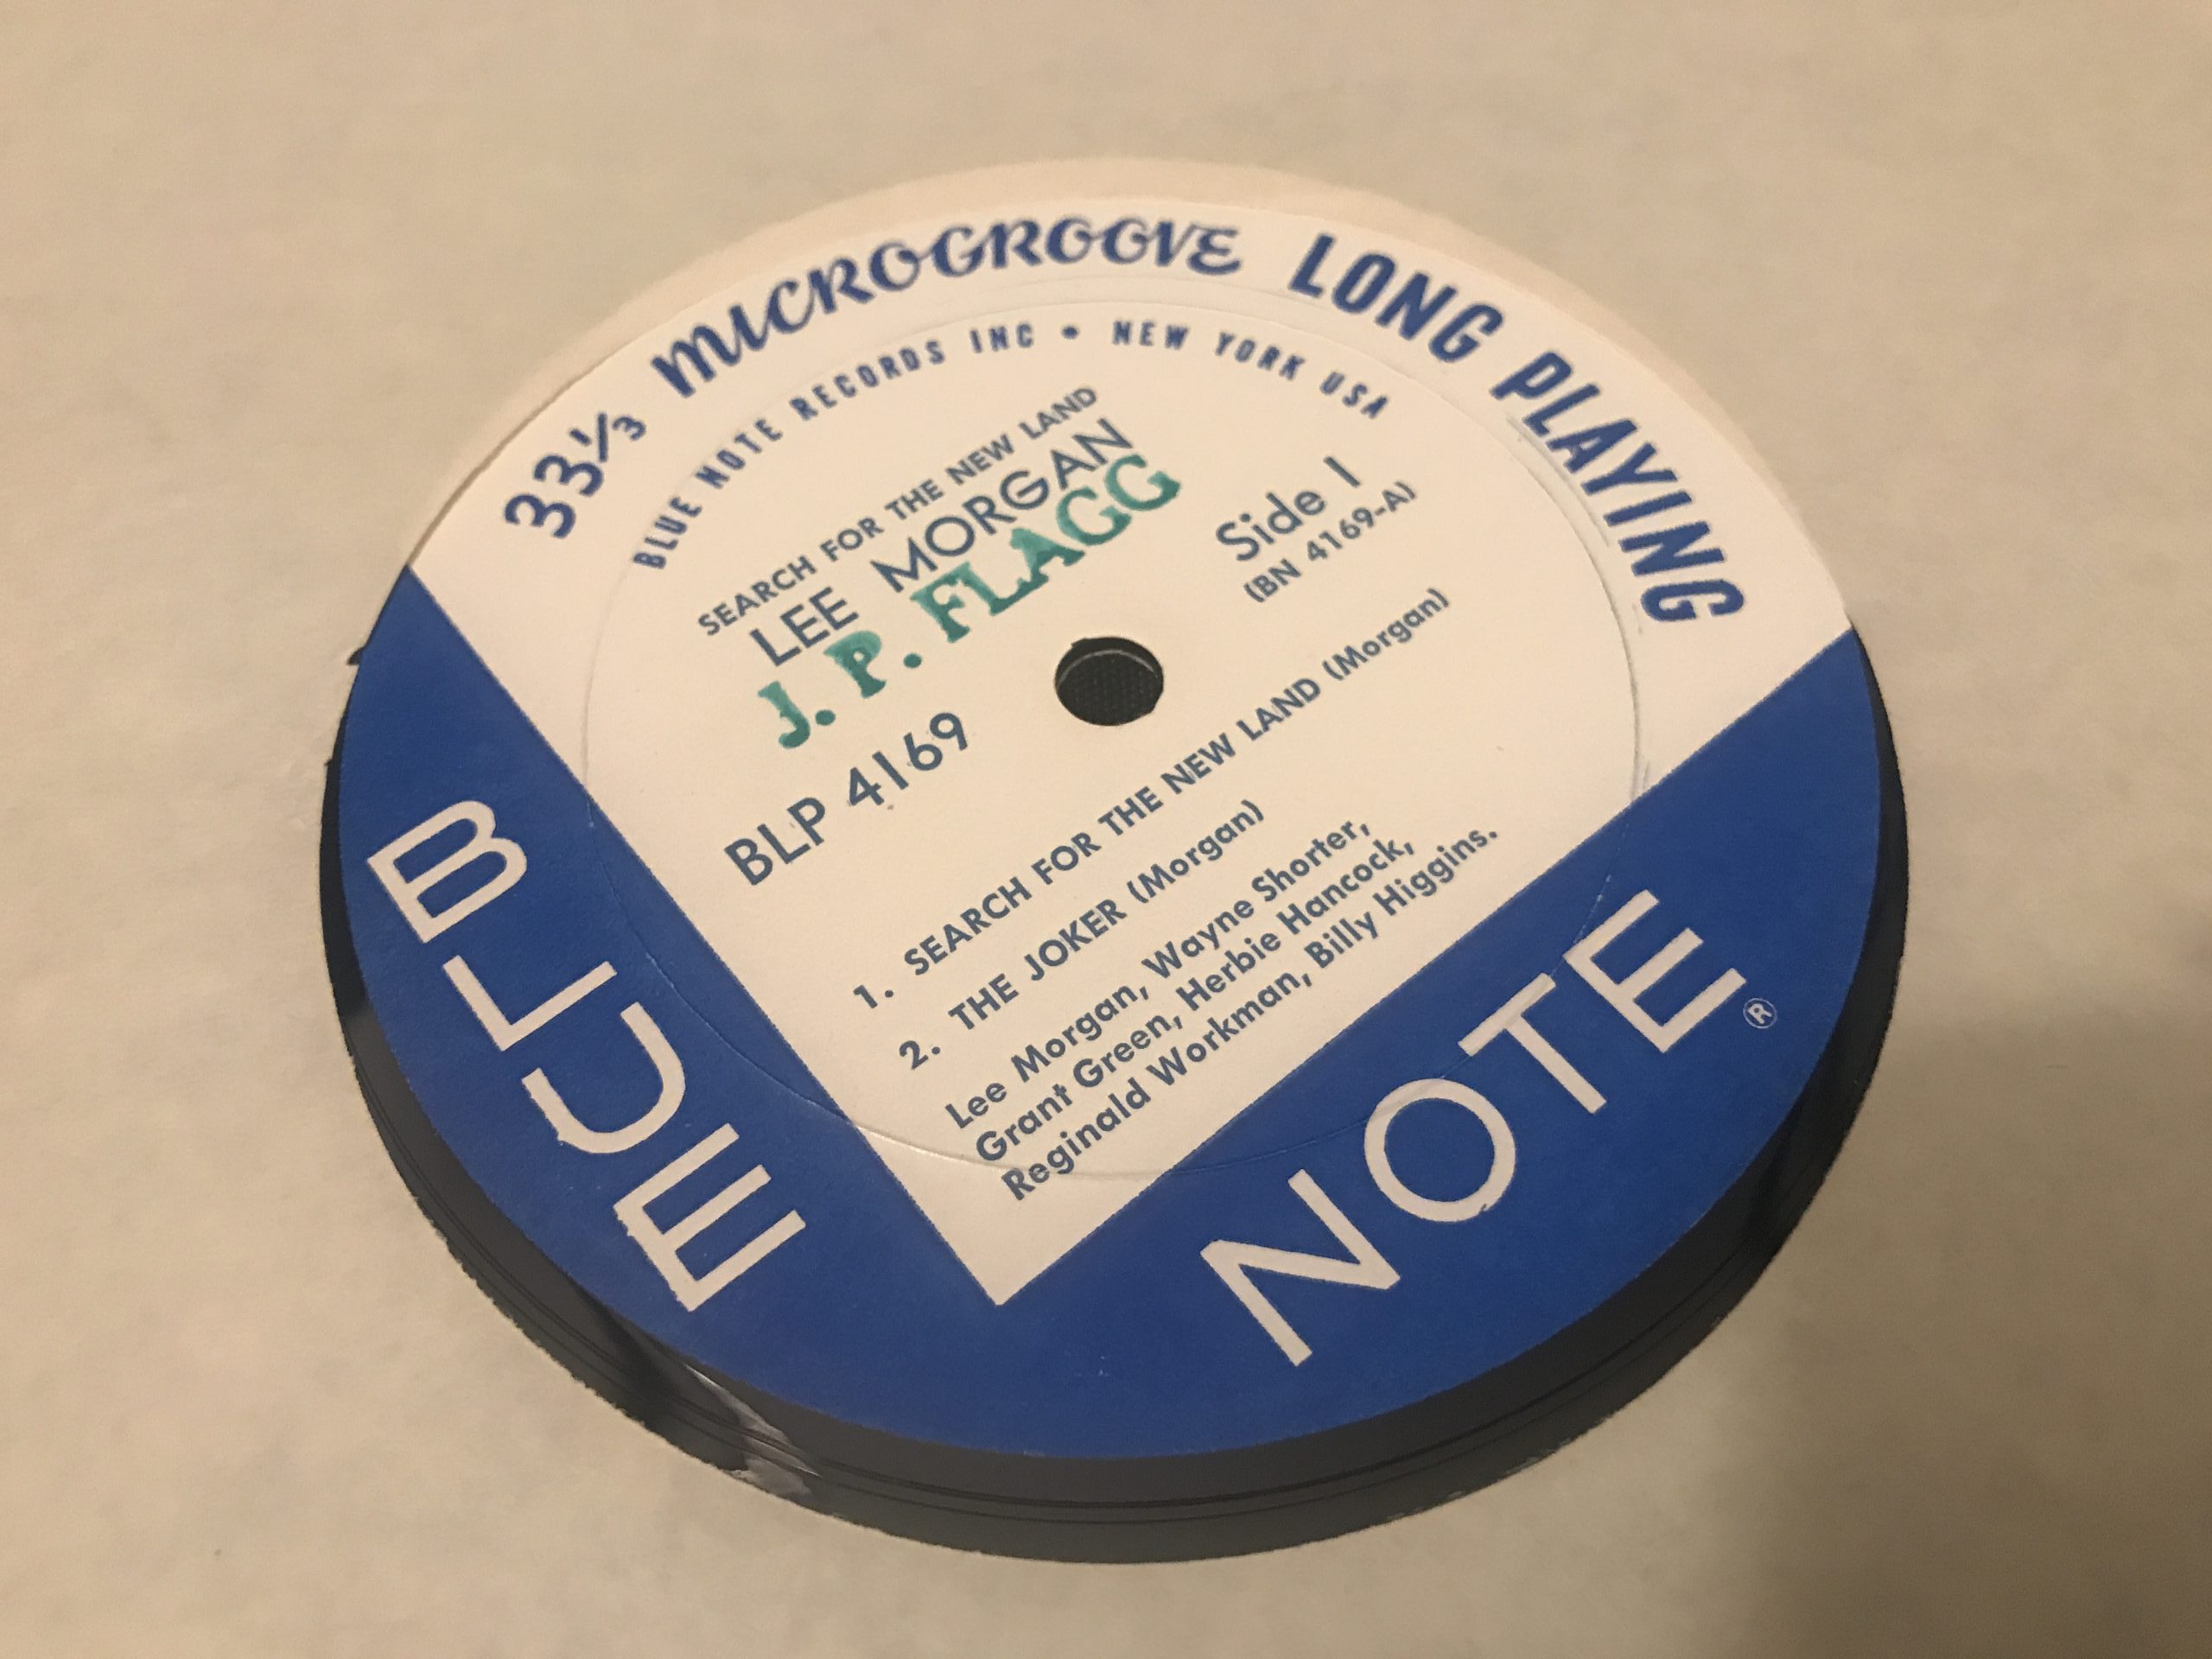 33⅓ MICROGROOVE LONG PLAYING
BLUE NOTE RECORDS INC • NEW YORK USA
SEARCH FOR THE NEW LAND
LEE MORGAN
J. P. FLAGG
BLP 4169
Side 1
(BN 4169-A)
1. SEARCH FOR THE NEW LAND (Morgan)
2. THE JOKER (Morgan)
Lee Morgan, Wayne Shorter,
Grant Green, Herbie Hancock,
Reginald Workman, Billy Higgins.
BLUE
NOTE®